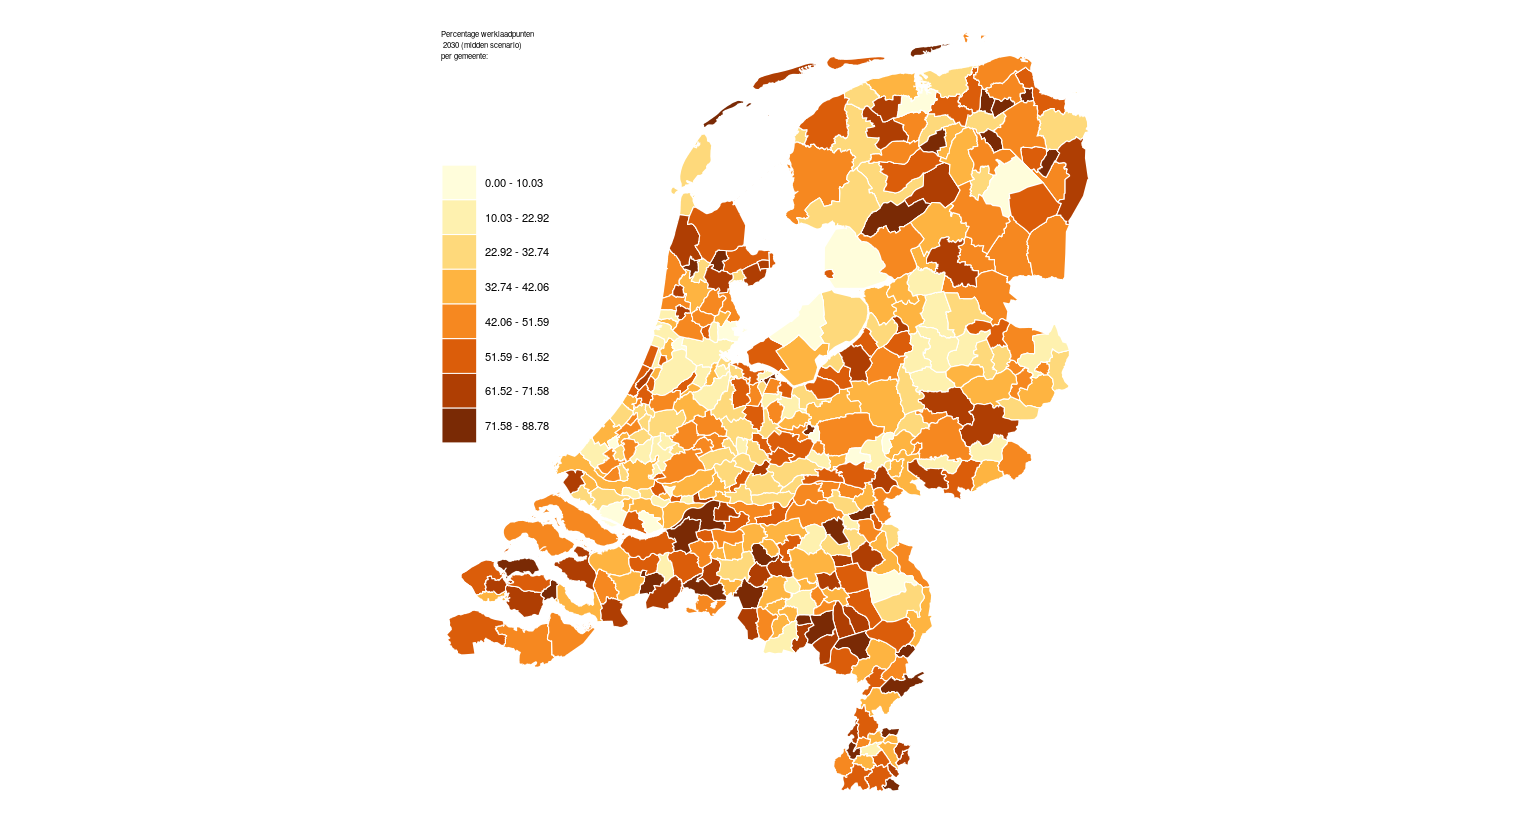 Percentage werklaadpunten
2030 (midden scenario)
per gemeente:
0.00 - 10.03
10.03 - 22.92
22.92 - 32.74
32.74 - 42.06
42.06 - 51.59
51.59 - 61.52
61.52 - 71.58
71.58 - 88.78